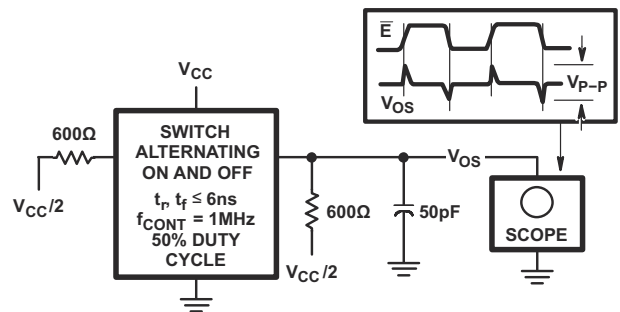 E
V_OS
V_P–P
V_CC
600Ω
V_CC/2
SWITCH
ALTERNATING
ON AND OFF
t_r, t_f ≤ 6ns
f_CONT = 1MHz
50% DUTY
CYCLE
600Ω
V_CC/2
50pF
V_OS
SCOPE